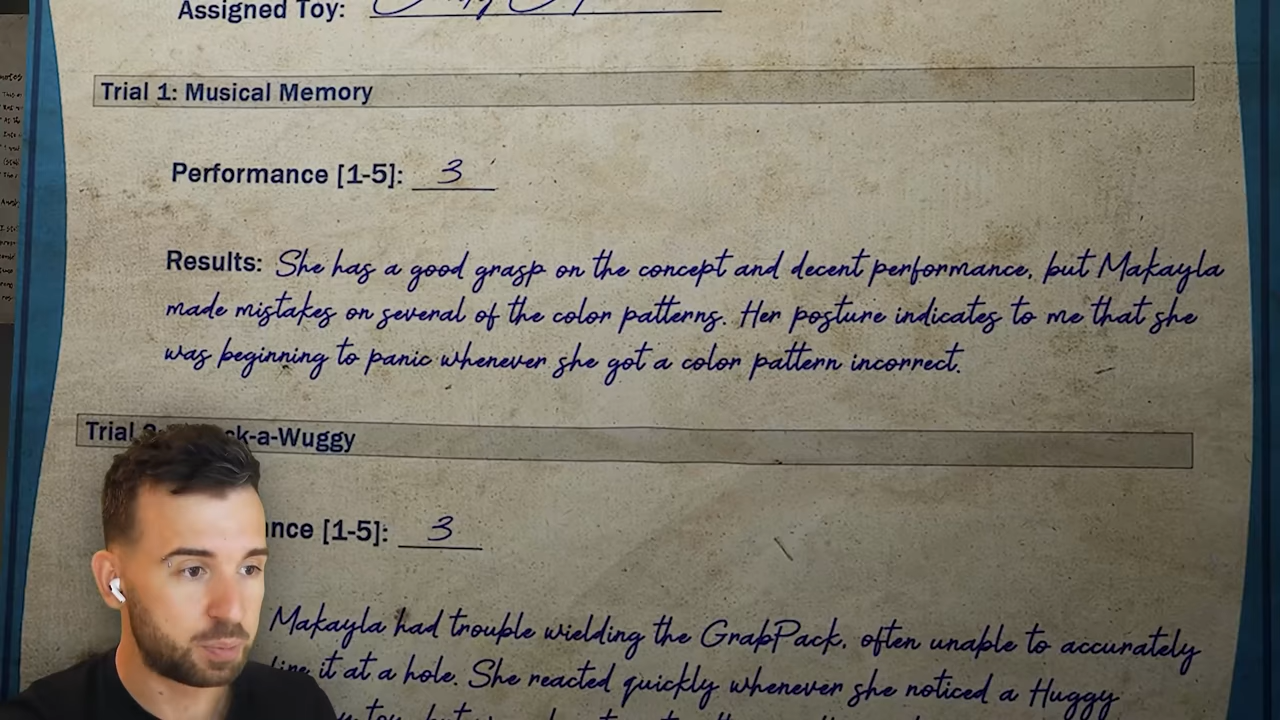 Assigned Toy:
Trial 1: Musical Memory
Performance [1-5]: 3
Results: She has a good grasp on the concept and decent performance, but Makayla
made mistakes on several of the color patterns. Her posture indicates to me that she
was beginning to panic whenever she got a color pattern incorrect.
Trial k-a-Wuggy
nce [1-5]: 3
Makayla had trouble wielding the GrabPack, often unable to accurately
it at a hole. She reacted quickly whenever she noticed a Huggy